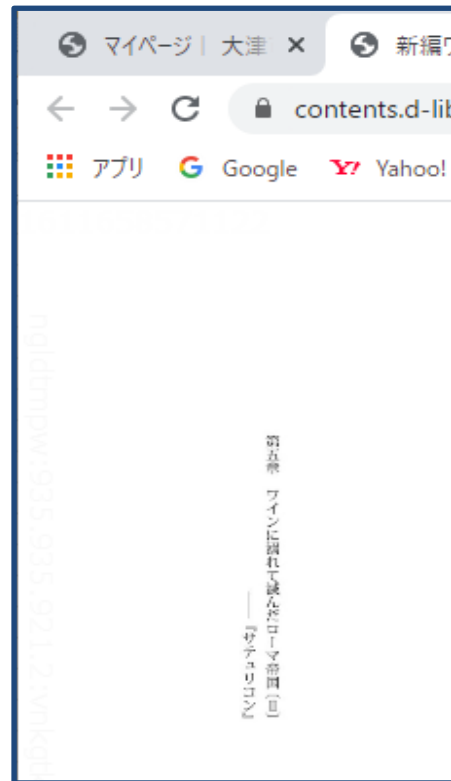 マイページ | 大津
新編ワ
contents.d-lib
アプリ
Google
Y! Yahoo!
第五章 ワインに溺れて滅んだローマ帝国(II)
——『サテュリコン』